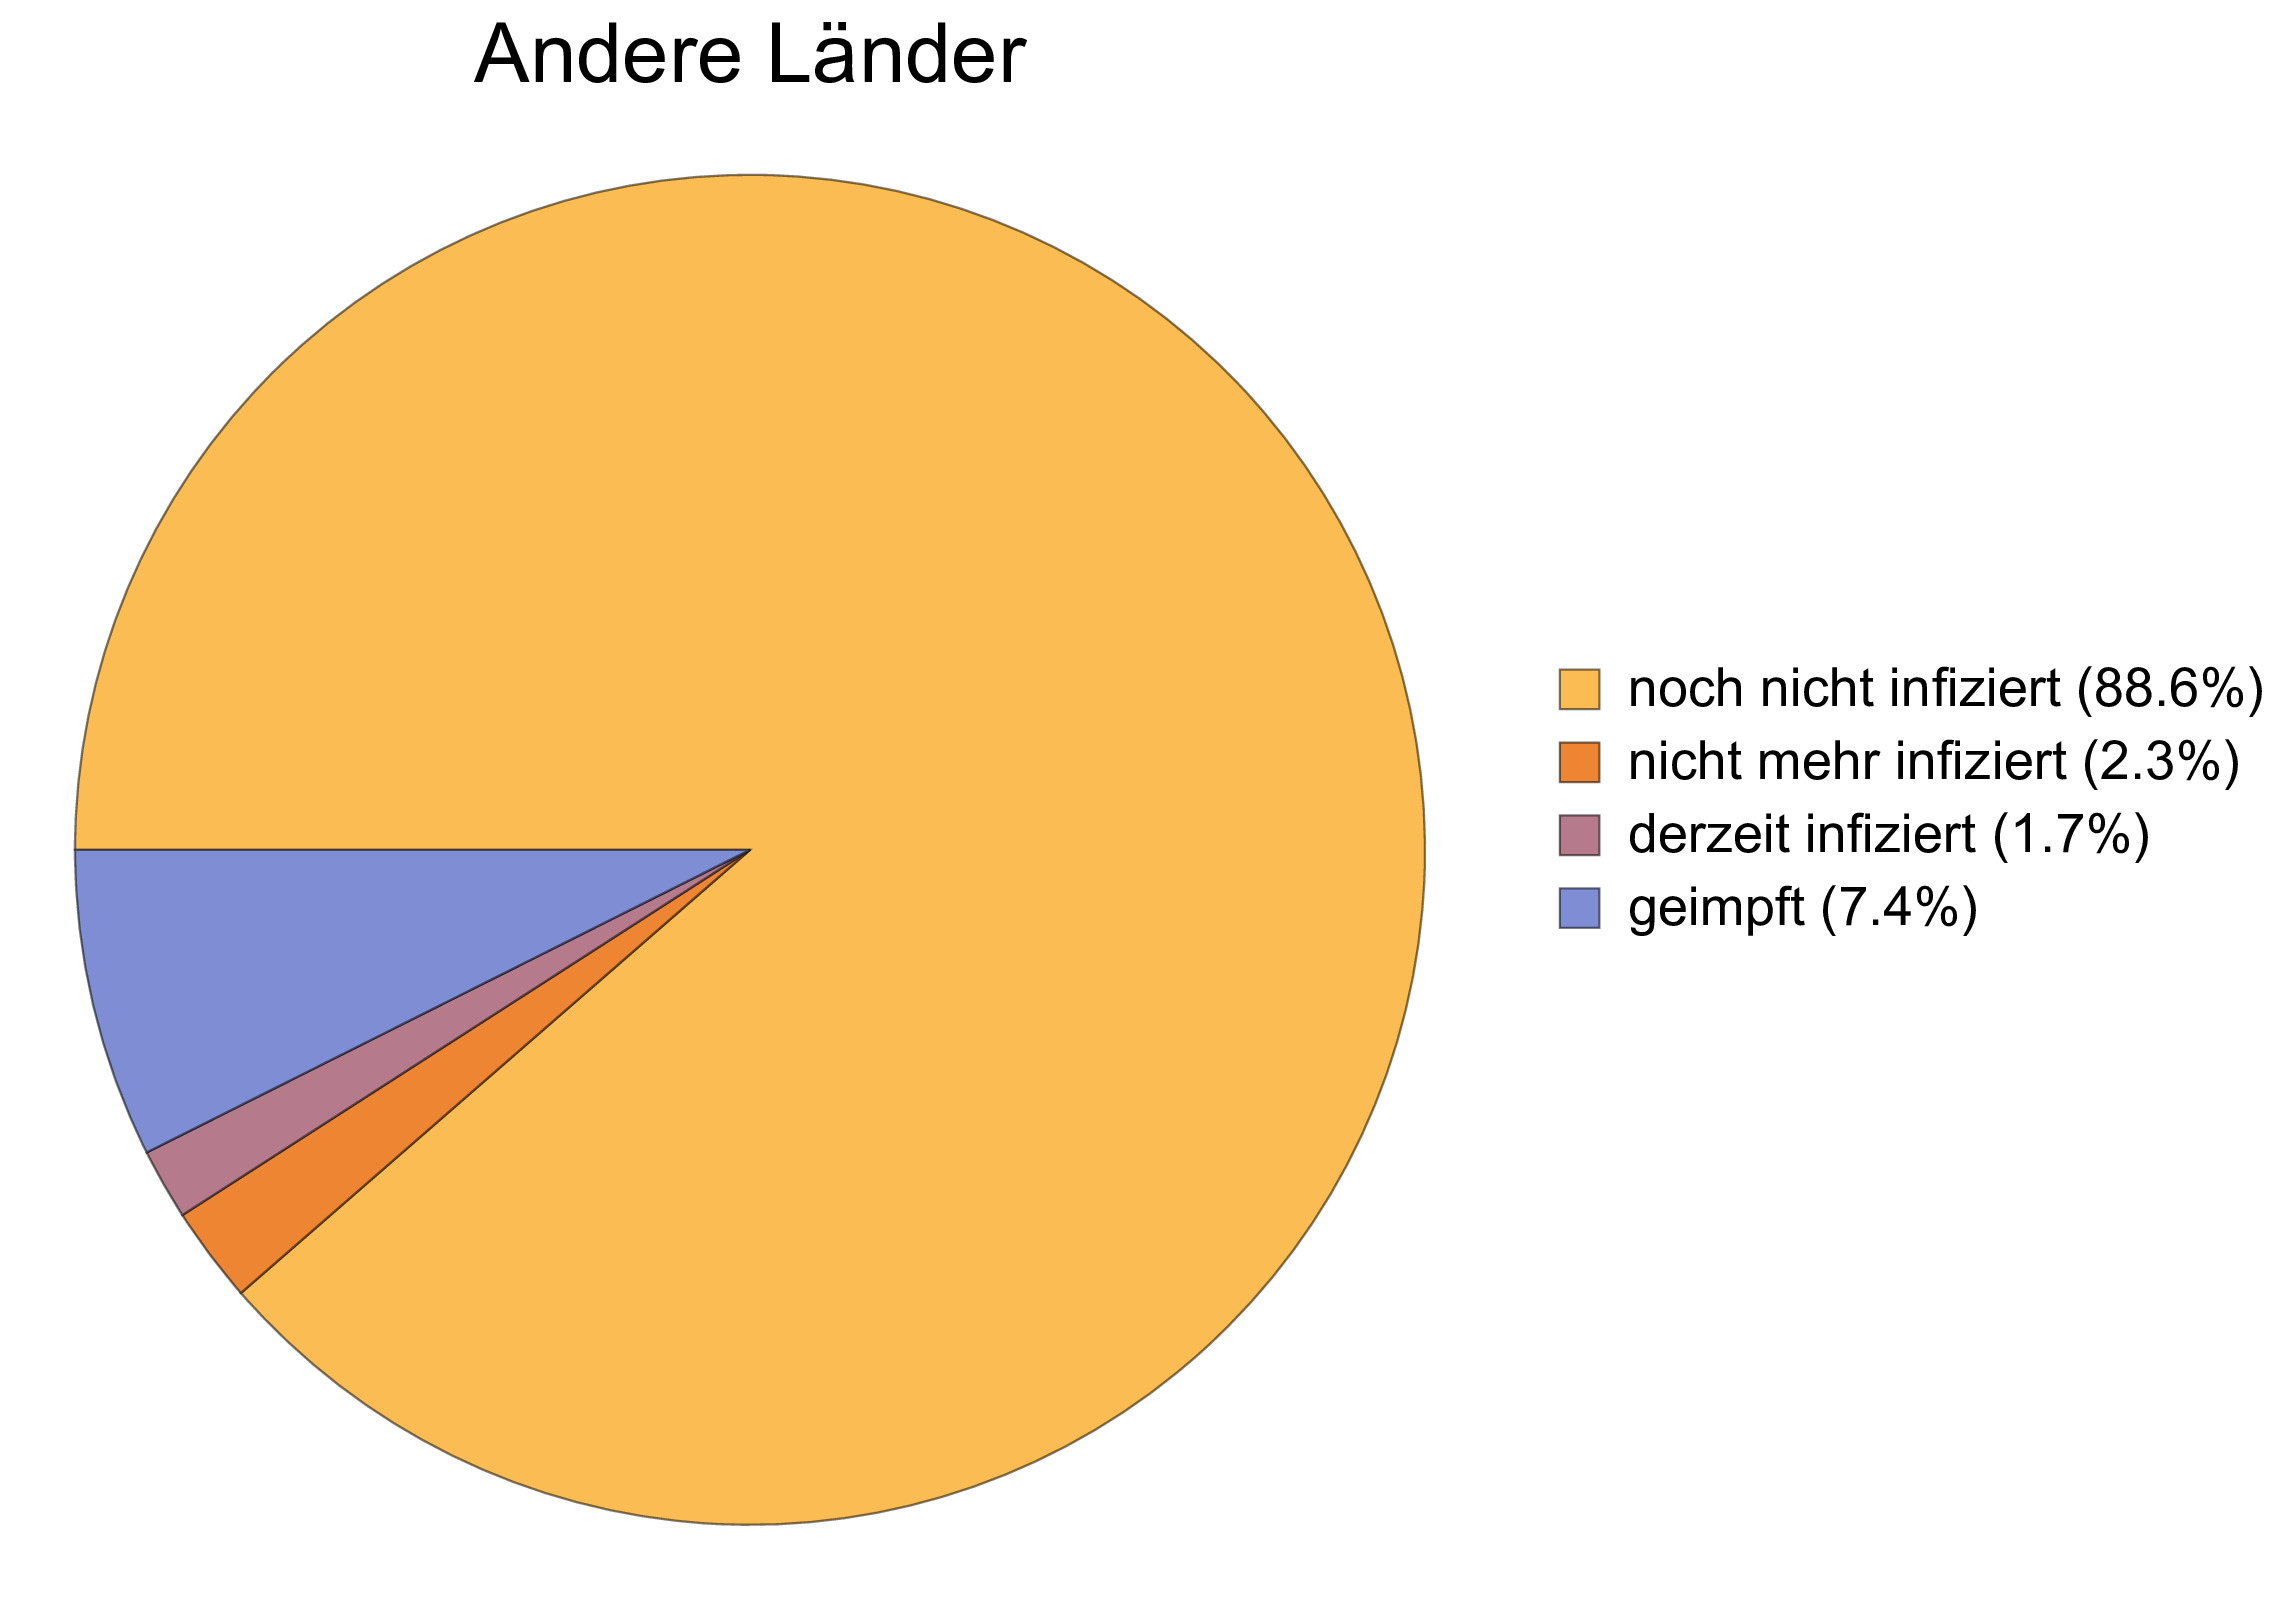 Andere Länder
noch nicht infiziert (88.6%)
nicht mehr infiziert (2.3%)
derzeit infiziert (1.7%)
geimpft (7.4%)